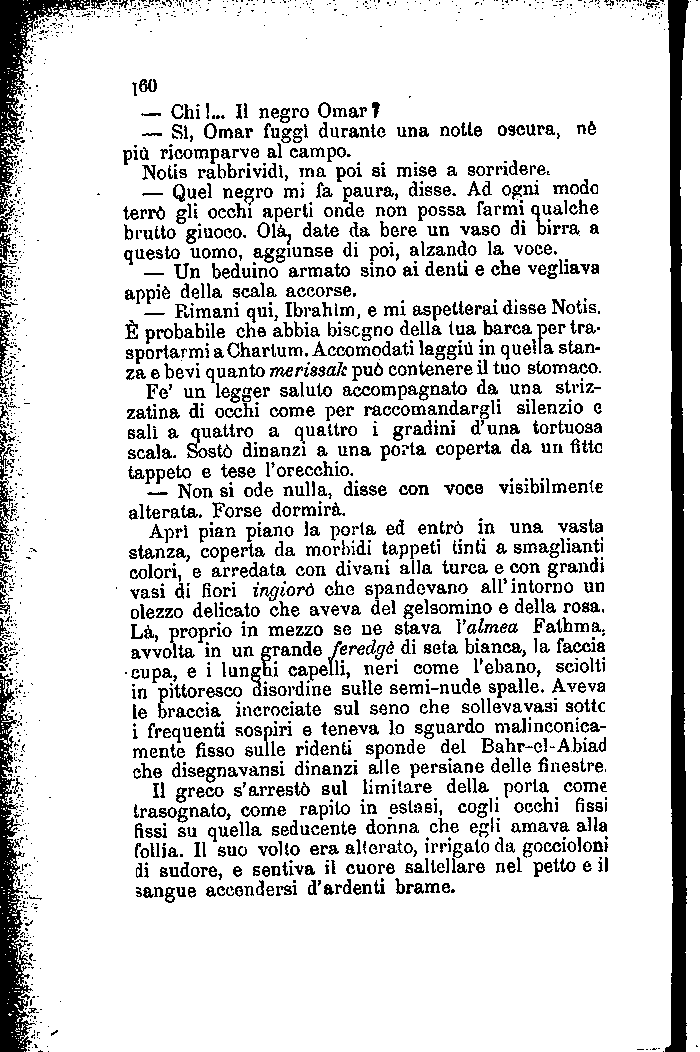 160
— Chi!... Il negro Omar?
— Sì, Omar fuggì durante una notte oscura, nè
più ricomparve al campo.
Notis rabbrividì, ma poi si mise a sorridere.
— Quel negro mi fa paura, disse. Ad ogni modo
terrò gli occhi aperti onde non possa farmi qualche
brutto giuoco. Olà, date da bere un vaso di birra a
questo uomo, aggiunse di poi, alzando la voce.
— Un beduino armato sino ai denti e che vegliava
appiè della scala accorse.
— Rimani qui, Ibrahim, e mi aspetterai disse Notis.
È probabile che abbia bisogno della tua barca per tra-
sportarmi a Chartum. Accomodati laggiù in quella stan-
za e bevi quanto merissak può contenere il tuo stomaco.
Fe' un legger saluto accompagnato da una striz-
zatina di occhi come per raccomandargli silenzio e
salì a quattro a quattro i gradini d'una tortuosa
scala. Sostò dinanzi a una porta coperta da un fitto
tappeto e tese l'orecchio.
— Non si ode nulla, disse con voce visibilmente
alterata. Forse dormirà.
Aprì pian piano la porta ed entrò in una vasta
stanza, coperta da morbidi tappeti tinti a smaglianti
colori, e arredata con divani alla turca e con grandi
vasi di fiori ingiorò che spandevano all'intorno un
olezzo delicato che aveva del gelsomino e della rosa.
Là, proprio in mezzo se ne stava l'almea Fathma,
avvolta in un grande feredgè di seta bianca, la faccia
cupa, e i lunghi capelli, neri come l'ebano, sciolti
in pittoresco disordine sulle semi-nude spalle. Aveva
le braccia incrociate sul seno che sollevavasi sotto
i frequenti sospiri e teneva lo sguardo malinconica-
mente fisso sulle ridenti sponde del Bahr-el-Abiad
che disegnavansi dinanzi alle persiane delle finestre.
Il greco s'arrestò sul limitare della porta come
trasognato, come rapito in estasi, cogli occhi fissi
fissi su quella seducente donna che egli amava alla
follia. Il suo volto era alterato, irrigato da goccioloni
di sudore, e sentiva il cuore saltellare nel petto e il
sangue accendersi d'ardenti brame.